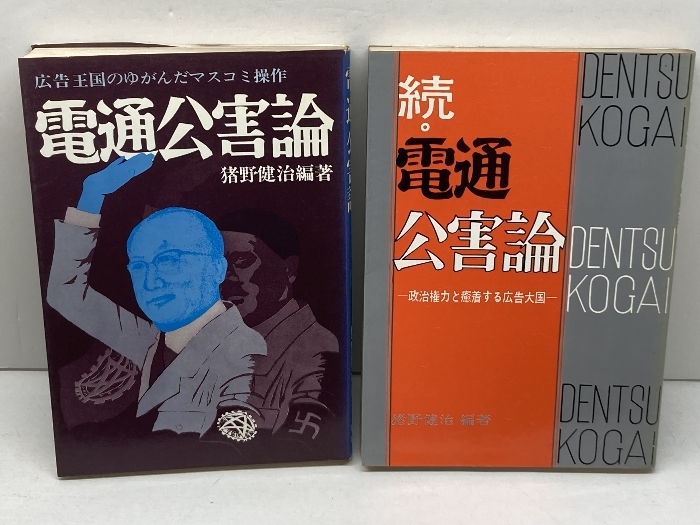 広告王国のゆがんだマスコミ操作
電通公害論
猪野健治編著
続・
電通
公害論
―政治権力と癒着する広告大国―
猪野健治 編著
DENTSU
KOGAI
DENTSU
KOGAI
DENTSU
KOGAI